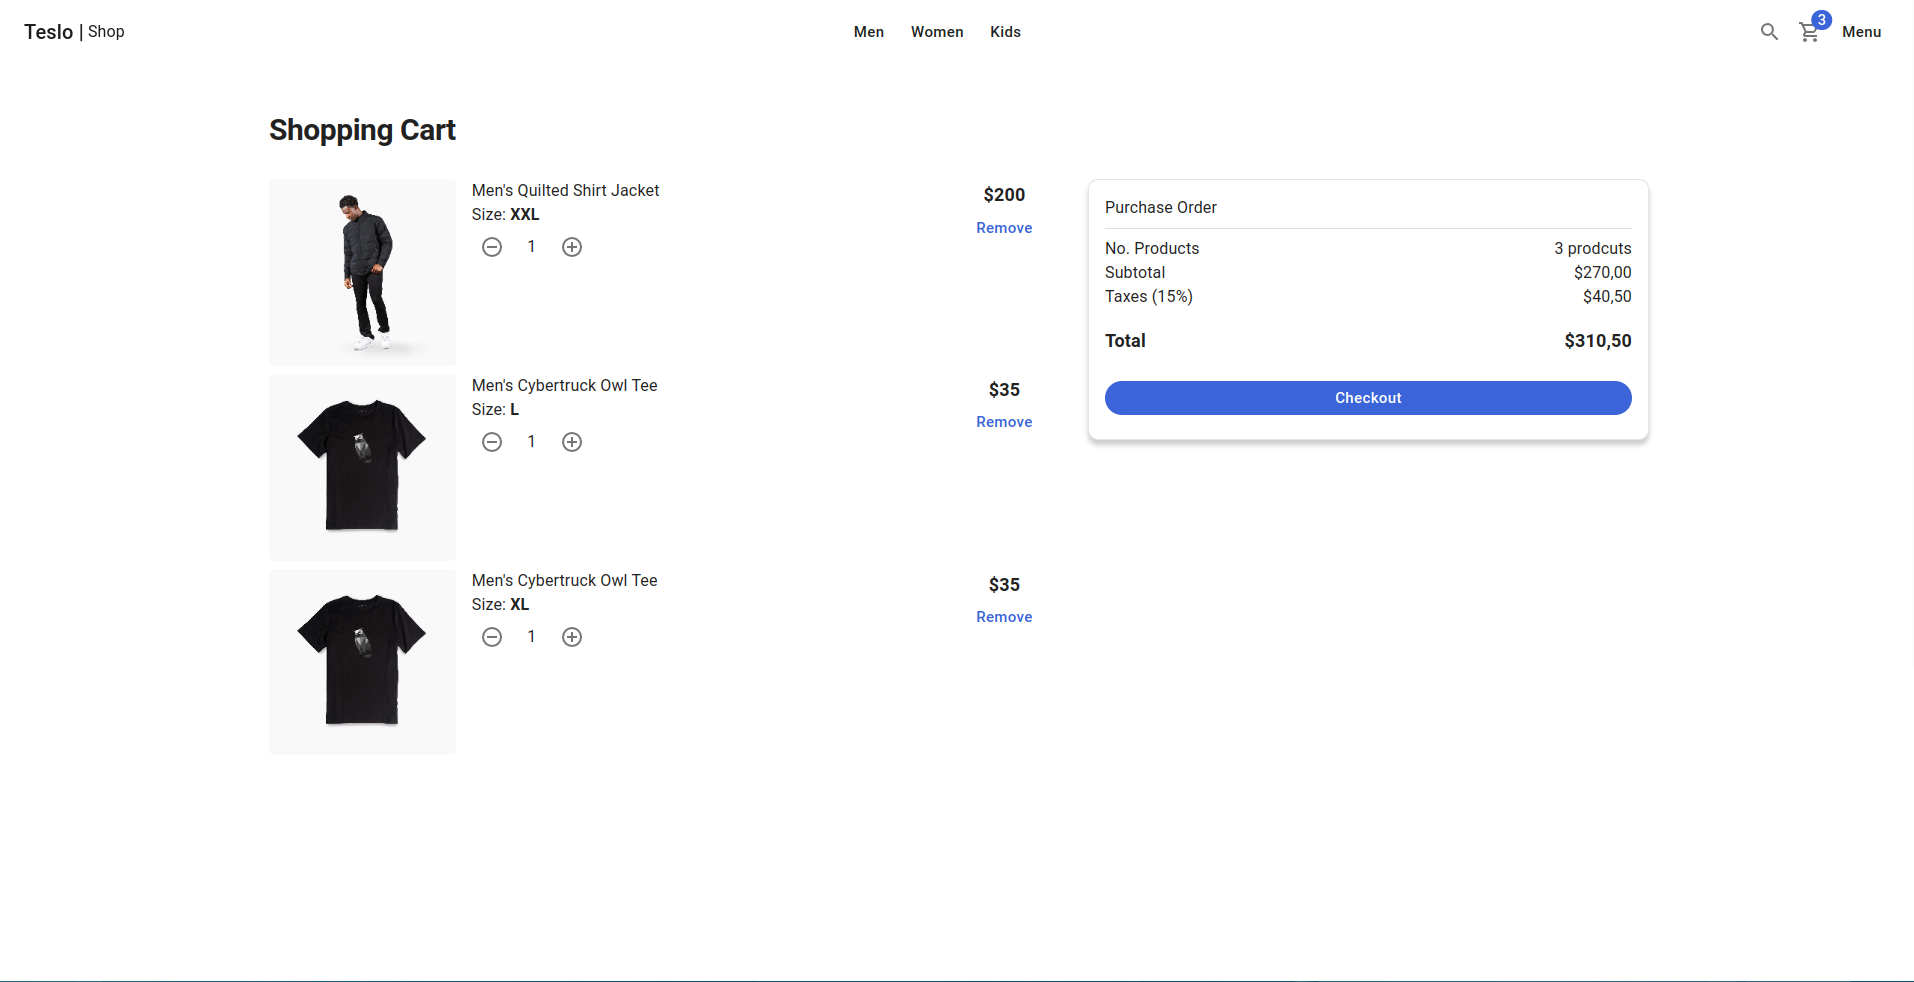 Teslo | Shop
Men
Women
Kids
3
Menu
Shopping Cart
Men's Quilted Shirt Jacket
Size: XXL
1
$200
Remove
Men's Cybertruck Owl Tee
Size: L
1
$35
Remove
Men's Cybertruck Owl Tee
Size: XL
1
$35
Remove
Purchase Order
No. Products 3 prodcuts
Subtotal $270,00
Taxes (15%) $40,50
Total $310,50
Checkout